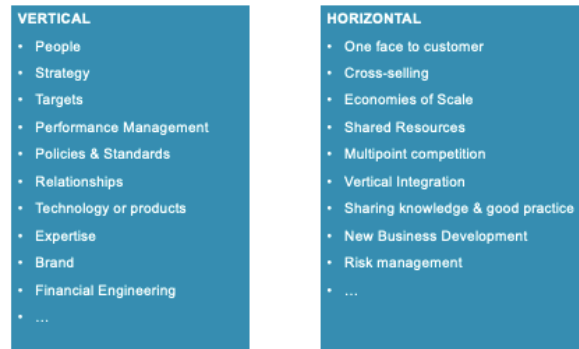 VERTICAL
• People
• Strategy
• Targets
• Performance Management
• Policies & Standards
• Relationships
• Technology or products
• Expertise
• Brand
• Financial Engineering
• ...
HORIZONTAL
• One face to customer
• Cross-selling
• Economies of Scale
• Shared Resources
• Multipoint competition
• Vertical Integration
• Sharing knowledge & good practice
• New Business Development
• Risk management
• ...